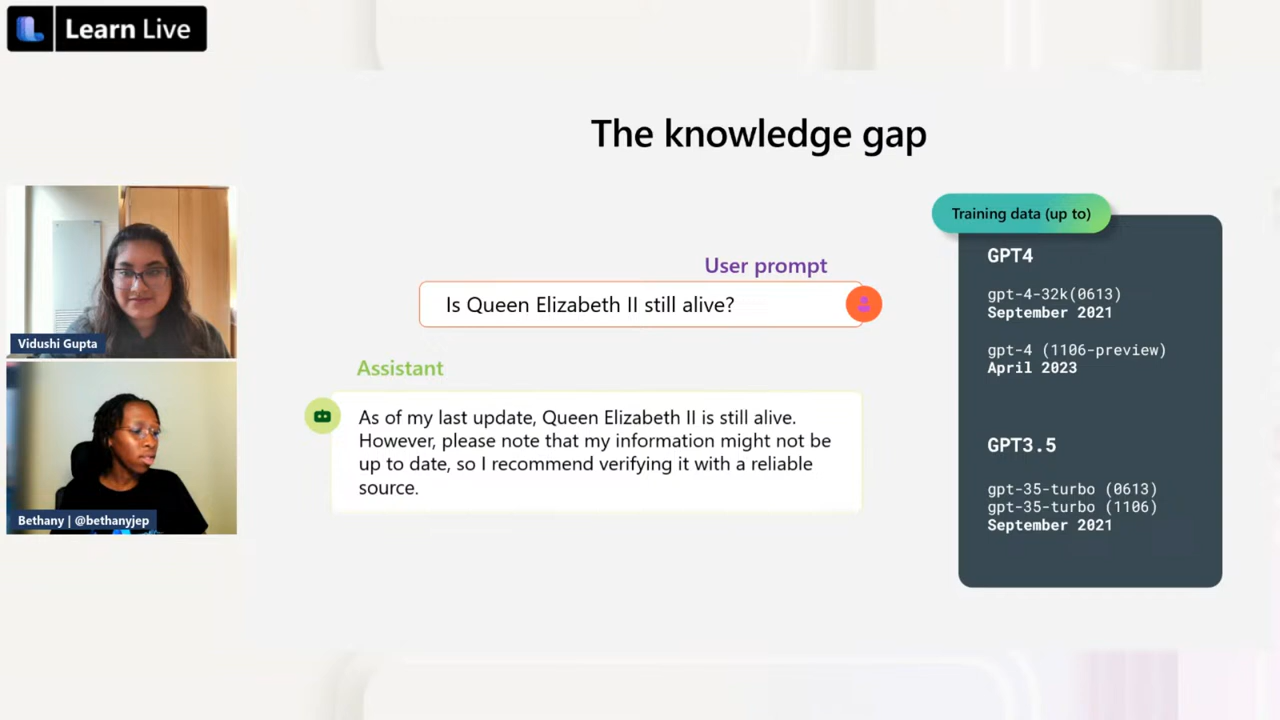 Learn Live
The knowledge gap
Vidushi Gupta
Bethany | @bethanyjep
User prompt
Is Queen Elizabeth II still alive?
Assistant
As of my last update, Queen Elizabeth II is still alive.
However, please note that my information might not be
up to date, so I recommend verifying it with a reliable
source.
Training data (up to)
GPT4
gpt-4-32k(0613)
September 2021
gpt-4 (1106-preview)
April 2023
GPT3.5
gpt-35-turbo (0613)
gpt-35-turbo (1106)
September 2021